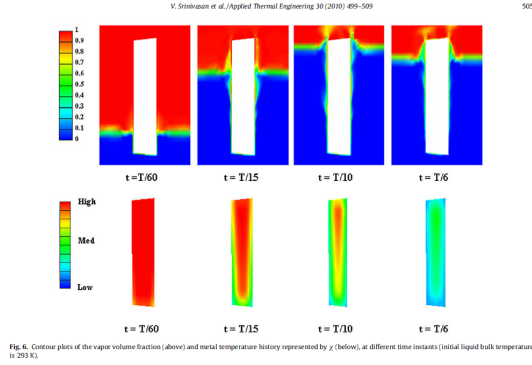 V. Srinivasan et al./Applied Thermal Engineering 30 (2010) 499–509
505
1
0.9
0.8
0.7
0.6
0.5
0.4
0.3
0.2
0.1
0
t =T/60
t = T/15
t = T/10
t = T/6
High
Med
Low
t = T/60
t = T/15
t = T/10
t = T/6
Fig. 6. Contour plots of the vapor volume fraction (above) and metal temperature history represented by χ (below), at different time instants (initial liquid bulk temperature
is 293 K).